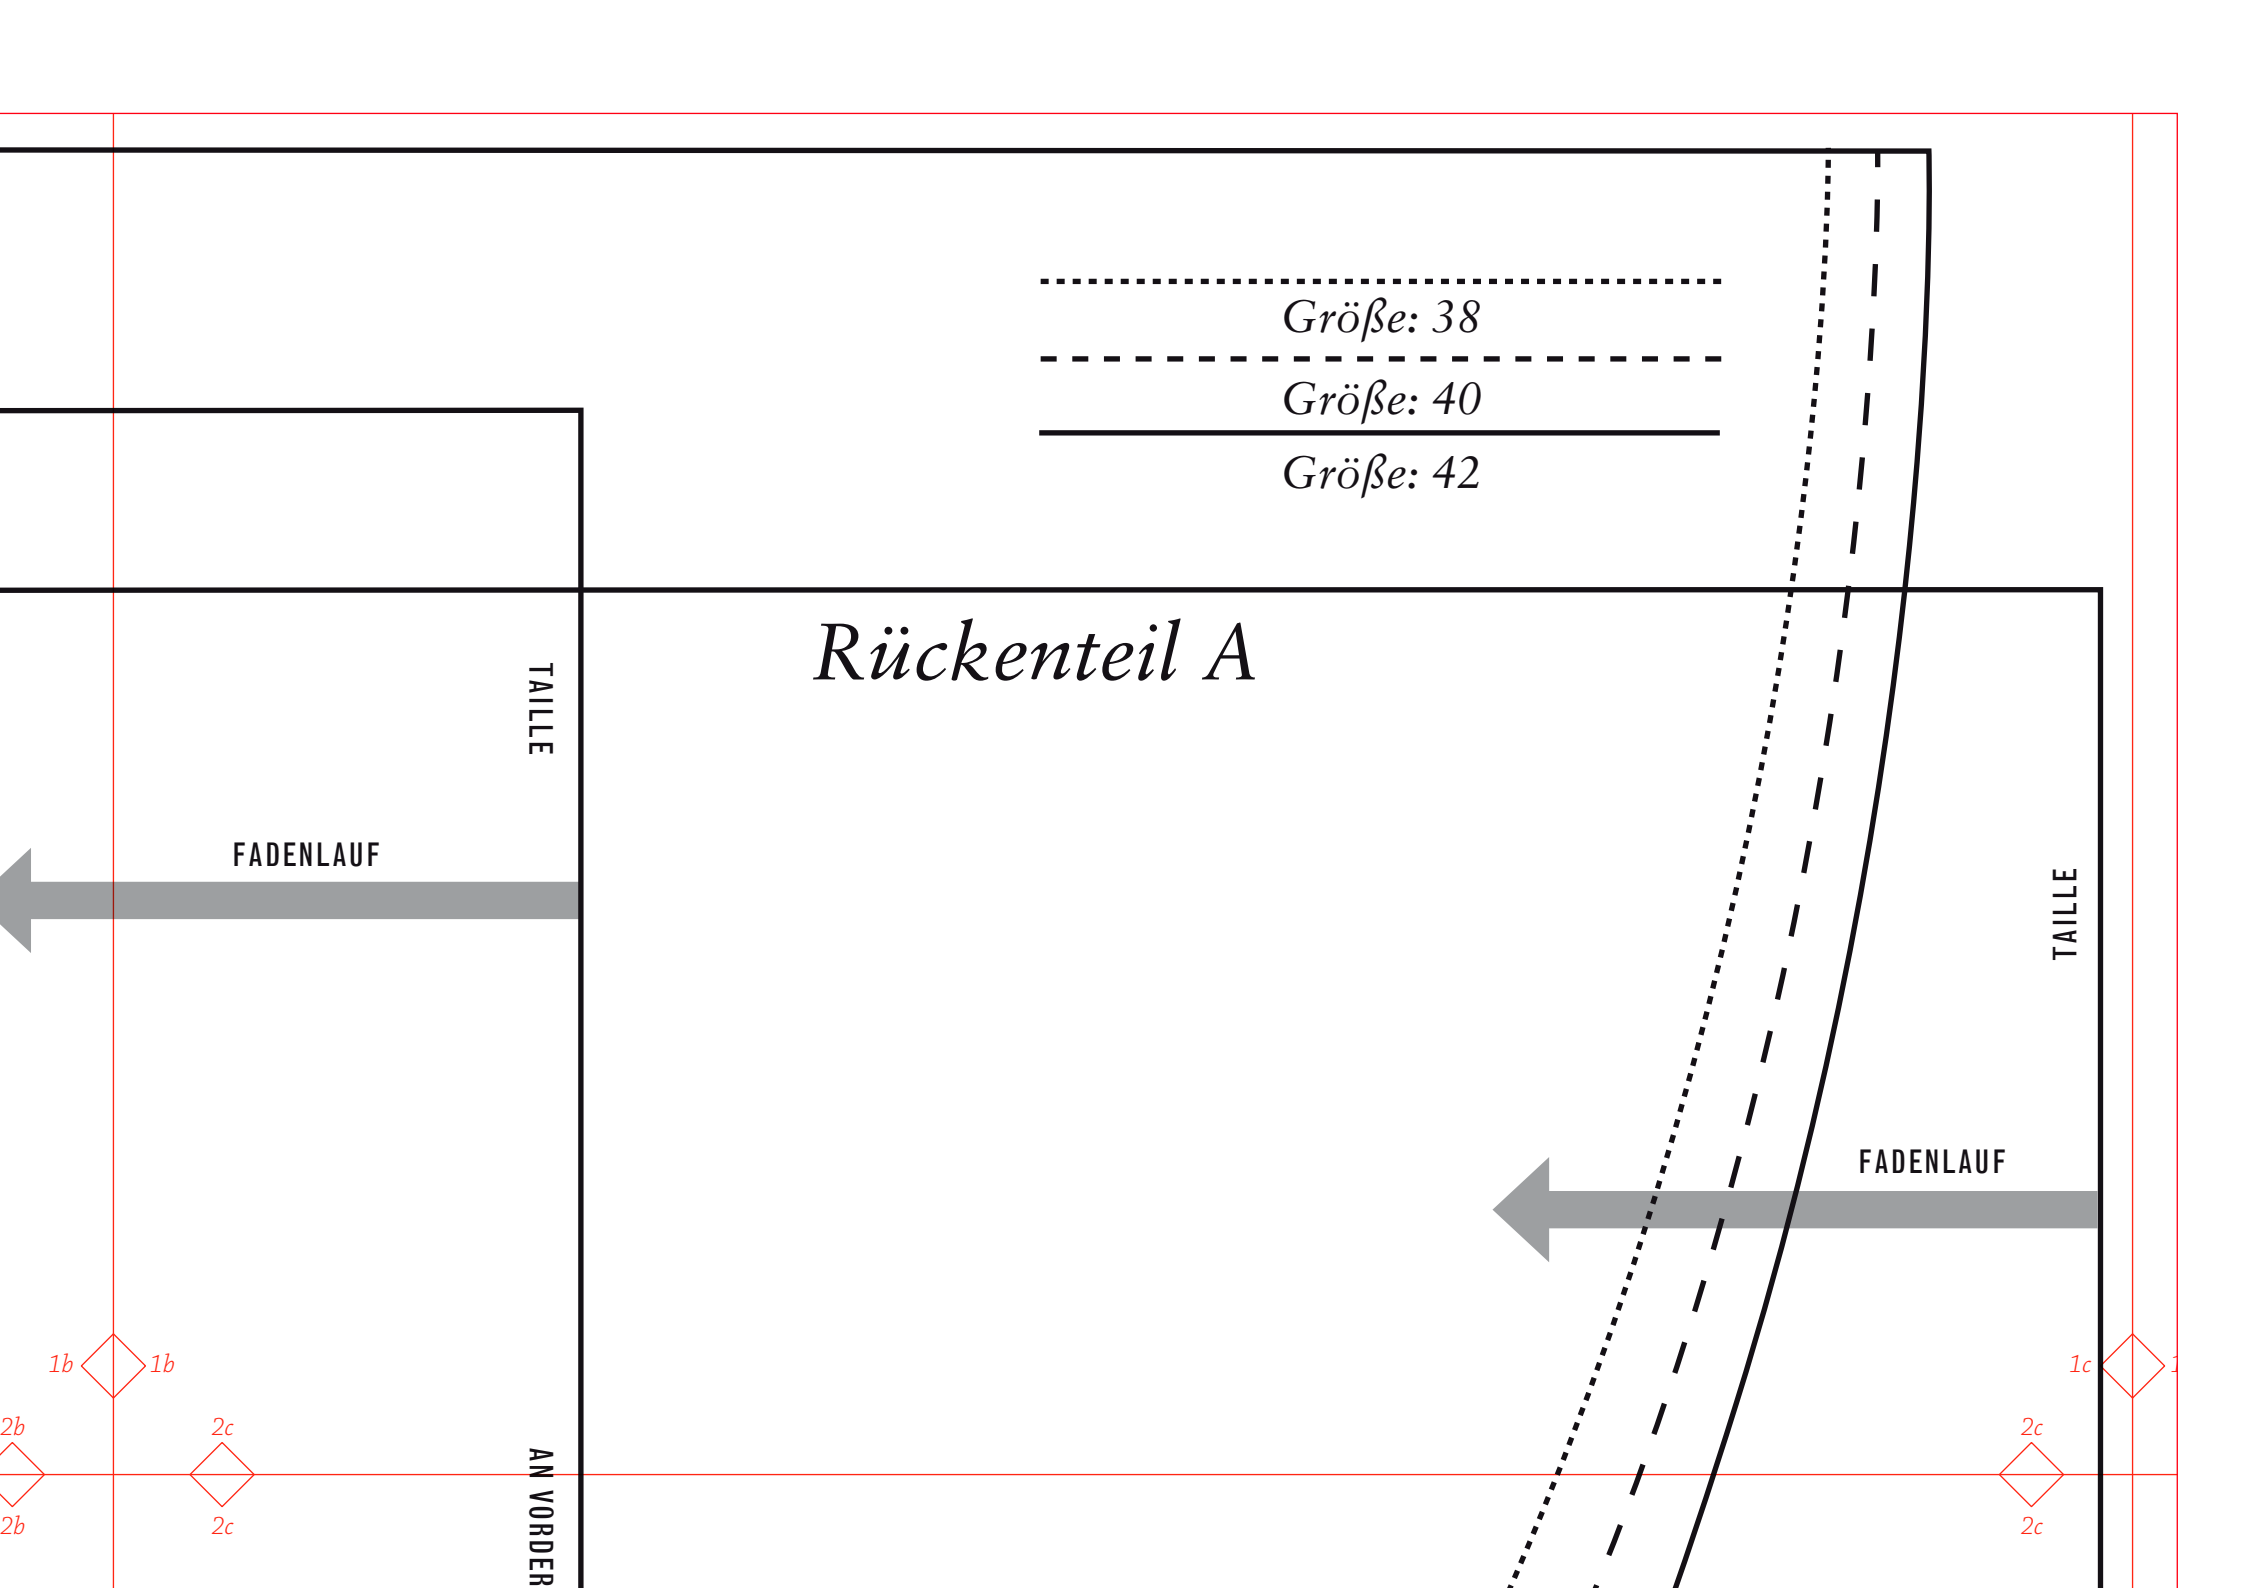 Größe: 38
Größe: 40
Größe: 42
Rückenteil A
TAILLE
FADENLAUF
TAILLE
FADENLAUF
1b 1b
1c
2b 2c 2c
AN VORDER
2b 2c 2c